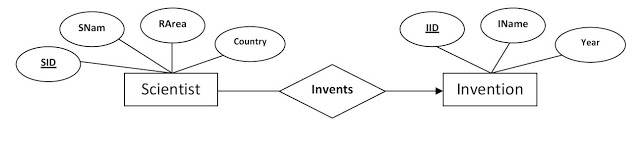 SNam
RArea
Country
SID
IID
IName
Year
Scientist
Invents
Invention